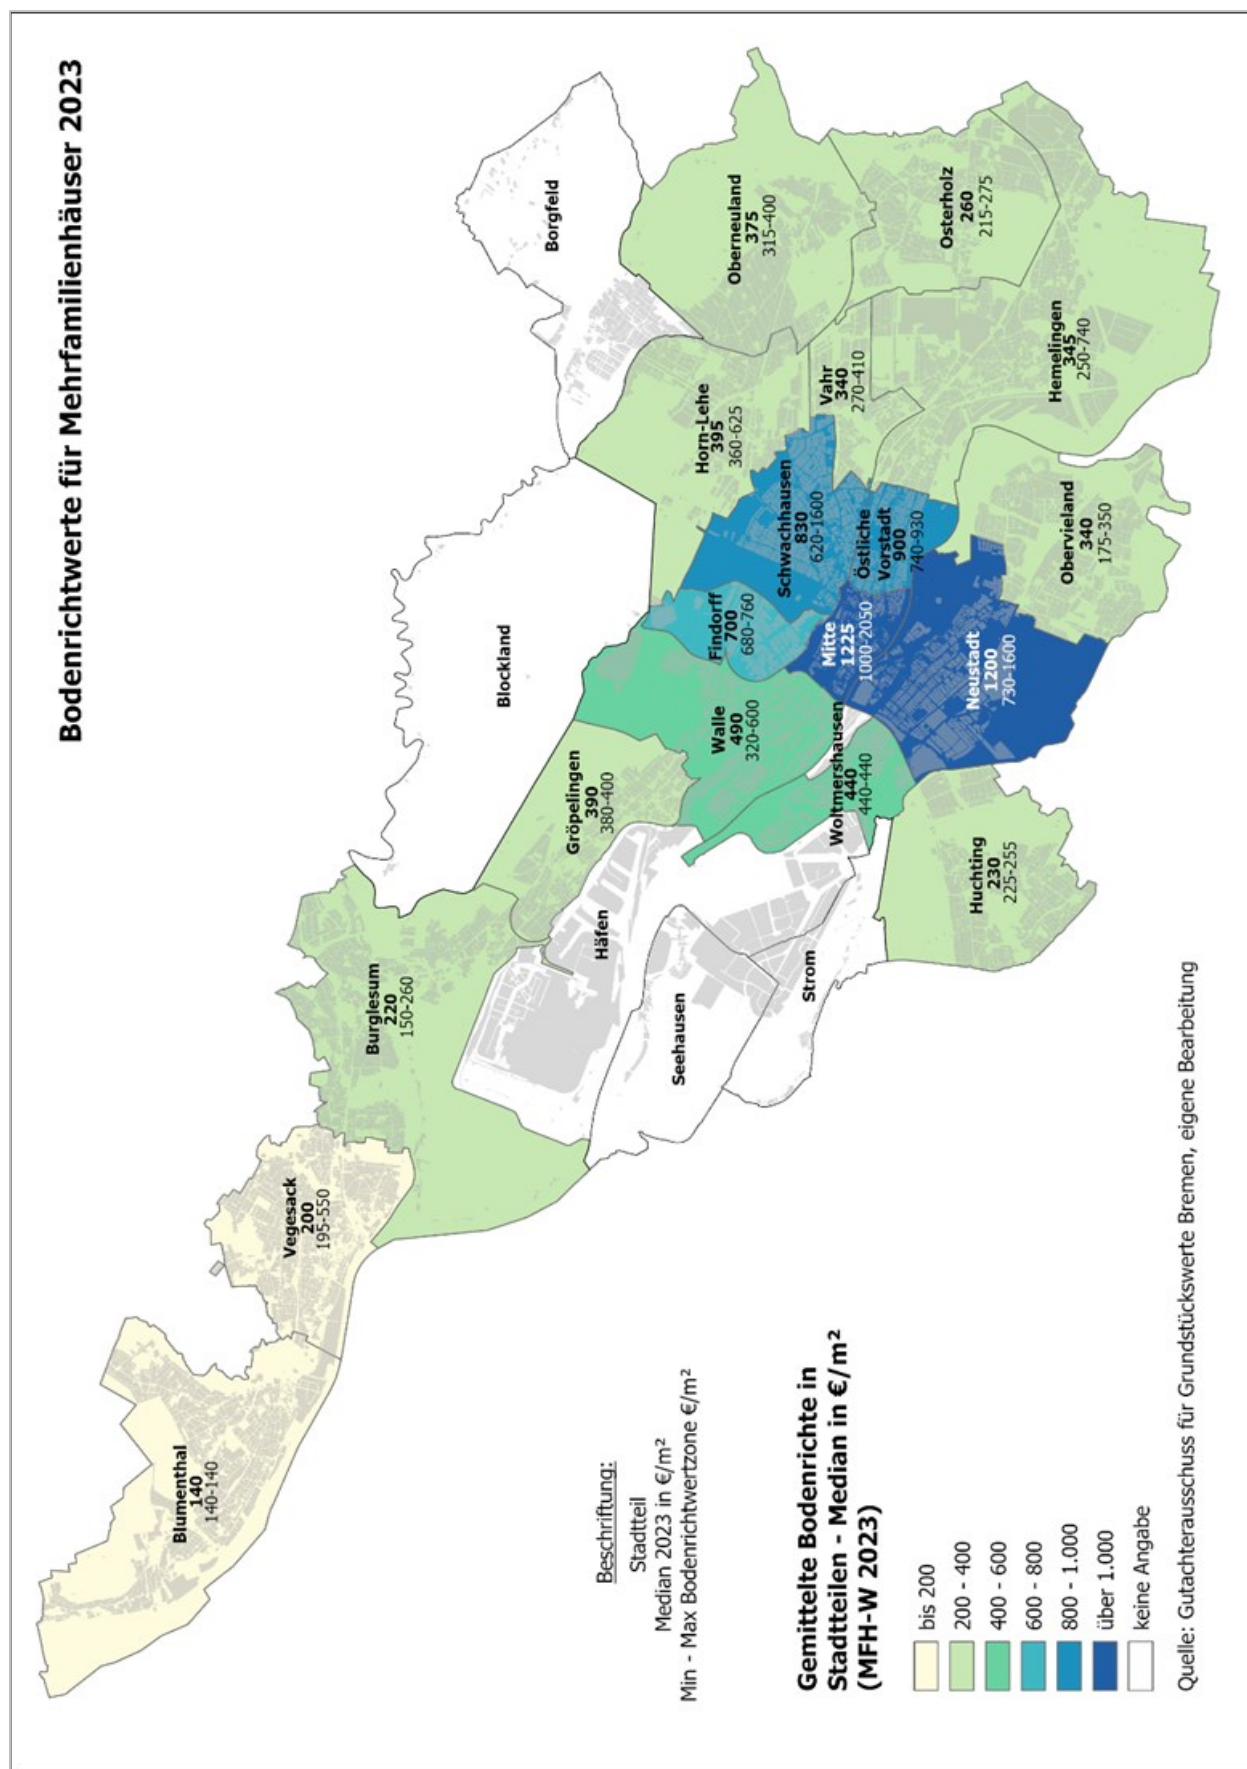 Bodenrichtwerte für Mehrfamilienhäuser 2023
Blumenthal
140
140-140
Vegesack
200
195-550
Burglesum
220
150-260
Blockland
Borgfeld
Gröpelingen
390
380-400
Häfen
Seehausen
Strom
Walle
490
320-600
Findorff
700
680-760
Horn-Lehe
395
360-625
Oberneuland
375
315-400
Schwachhausen
830
620-1600
Vahr
340
270-410
Östliche
Vorstadt
900
740-930
Mitte
1225
1000-2050
Woltmershausen
440
440-440
Neustadt
1200
730-1600
Huchting
230
225-255
Obervieland
340
175-350
Hemelingen
345
250-740
Osterholz
260
215-275
Beschriftung:
Stadtteil
Median 2023 in €/m²
Min - Max Bodenrichtwertzone €/m²
Gemittelte Bodenrichte in
Stadtteilen - Median in €/m²
(MFH-W 2023)
bis 200
200 - 400
400 - 600
600 - 800
800 - 1.000
über 1.000
keine Angabe
Quelle: Gutachterausschuss für Grundstückswerte Bremen, eigene Bearbeitung